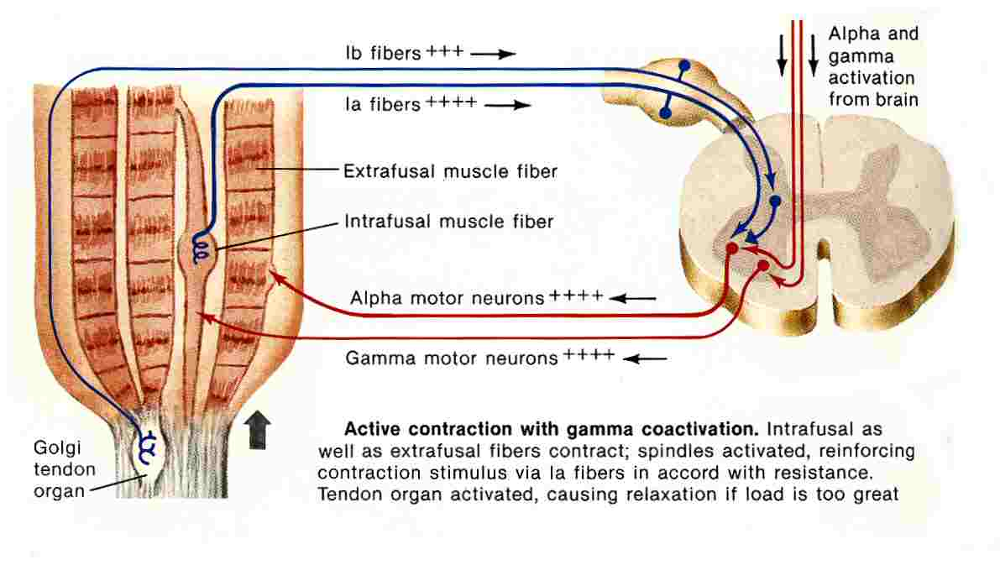 Ib fibers +++
Alpha and
gamma
activation
from brain
Ia fibers ++++
Extrafusal muscle fiber
Intrafusal muscle fiber
Alpha motor neurons ++++
Gamma motor neurons ++++
Golgi
tendon
organ
Active contraction with gamma coactivation. Intrafusal as
well as extrafusal fibers contract; spindles activated, reinforcing
contraction stimulus via Ia fibers in accord with resistance.
Tendon organ activated, causing relaxation if load is too great